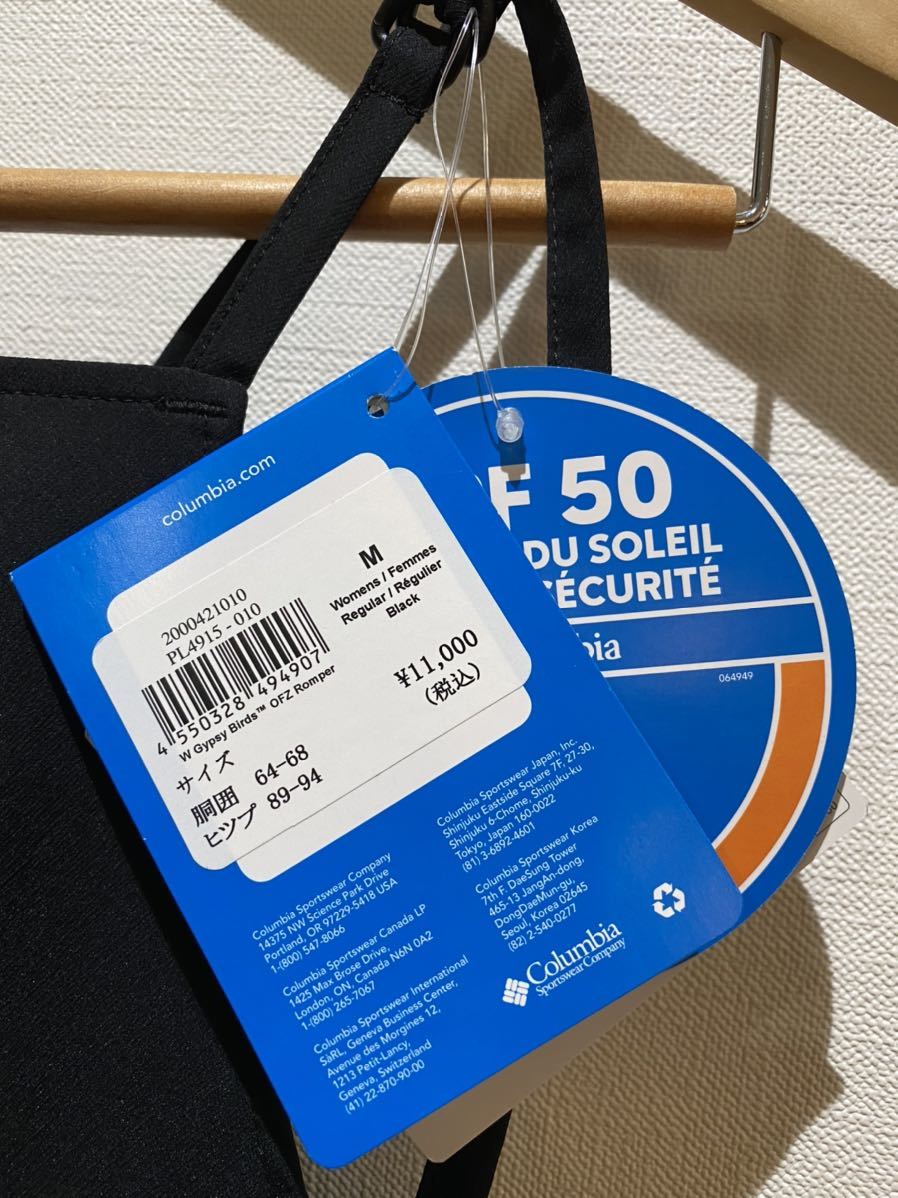 columbia.com
2000421010
PL4915-010
4 550328 494907
W Gypsy Birds™ OFZ Romper
M
Womens / Femmes
Regular / Régulier
Black
¥11,000
(税込)
サイズ
胴囲 64-68
ヒップ 89-94
Columbia Sportswear Company
14375 NW Science Park Drive
Portland, OR 97229-5418 USA
1-(800) 547-8066
Columbia Sportswear Canada LP
1425 Max Brose Drive,
London, ON, Canada N6N 0A2
1-(800) 265-7067
Columbia Sportswear International
SàRL, Geneva Business Center,
Avenue des Morgines 12,
1213 Petit-Lancy,
Geneva, Switzerland
(41) 22-870-90-00
Columbia Sportswear Japan, Inc.
Shinjuku Eastside Square 7F, 27-30,
Shinjuku 6-Chome, Shinjuku-ku
Tokyo, Japan 160-0022
(81) 3-6892-4601
Columbia Sportswear Korea
7th F. DaeSung Tower
465-13 JangAn-dong,
DongDaeMun-gu,
Seoul, Korea 02645
(82) 2-540-0277
Columbia
Sportswear Company
F 50
DU SOLEIL
ÉCURITÉ
bia
064949